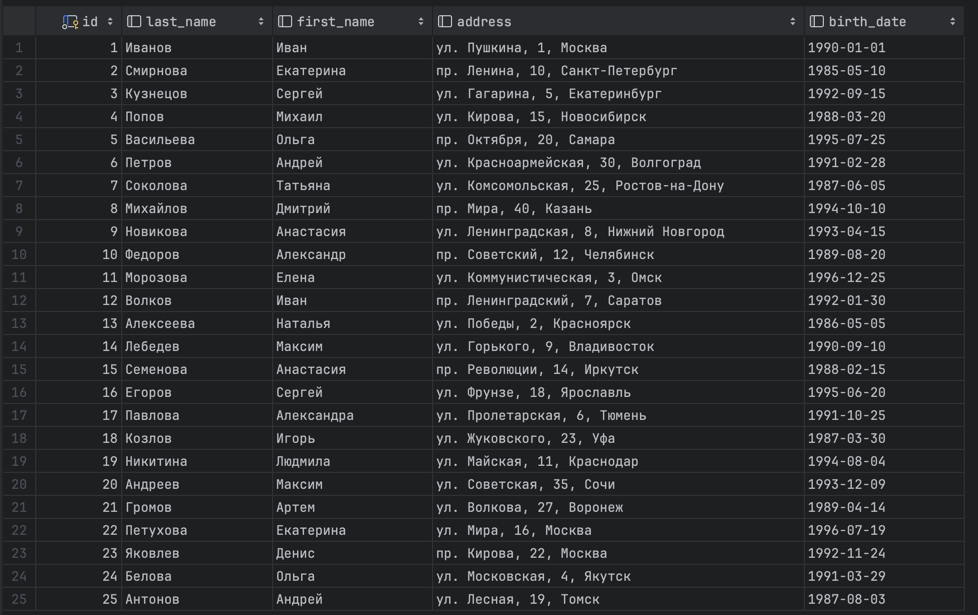 id last_name first_name address birth_date
1 1 Иванов Иван ул. Пушкина, 1, Москва 1990-01-01
2 2 Смирнова Екатерина пр. Ленина, 10, Санкт-Петербург 1985-05-10
3 3 Кузнецов Сергей ул. Гагарина, 5, Екатеринбург 1992-09-15
4 4 Попов Михаил ул. Кирова, 15, Новосибирск 1988-03-20
5 5 Васильева Ольга пр. Октября, 20, Самара 1995-07-25
6 6 Петров Андрей ул. Красноармейская, 30, Волгоград 1991-02-28
7 7 Соколова Татьяна ул. Комсомольская, 25, Ростов-на-Дону 1987-06-05
8 8 Михайлов Дмитрий пр. Мира, 40, Казань 1994-10-10
9 9 Новикова Анастасия ул. Ленинградская, 8, Нижний Новгород 1993-04-15
10 10 Федоров Александр пр. Советский, 12, Челябинск 1989-08-20
11 11 Морозова Елена ул. Коммунистическая, 3, Омск 1996-12-25
12 12 Волков Иван пр. Ленинградский, 7, Саратов 1992-01-30
13 13 Алексеева Наталья ул. Победы, 2, Красноярск 1986-05-05
14 14 Лебедев Максим ул. Горького, 9, Владивосток 1990-09-10
15 15 Семенова Анастасия пр. Революции, 14, Иркутск 1988-02-15
16 16 Егоров Сергей ул. Фрунзе, 18, Ярославль 1995-06-20
17 17 Павлова Александра ул. Пролетарская, 6, Тюмень 1991-10-25
18 18 Козлов Игорь ул. Жуковского, 23, Уфа 1987-03-30
19 19 Никитина Людмила ул. Майская, 11, Краснодар 1994-08-04
20 20 Андреев Максим ул. Советская, 35, Сочи 1993-12-09
21 21 Громов Артем ул. Волкова, 27, Воронеж 1989-04-14
22 22 Петухова Екатерина ул. Мира, 16, Москва 1996-07-19
23 23 Яковлев Денис пр. Кирова, 22, Москва 1992-11-24
24 24 Белова Ольга ул. Московская, 4, Якутск 1991-03-29
25 25 Антонов Андрей ул. Лесная, 19, Томск 1987-08-03